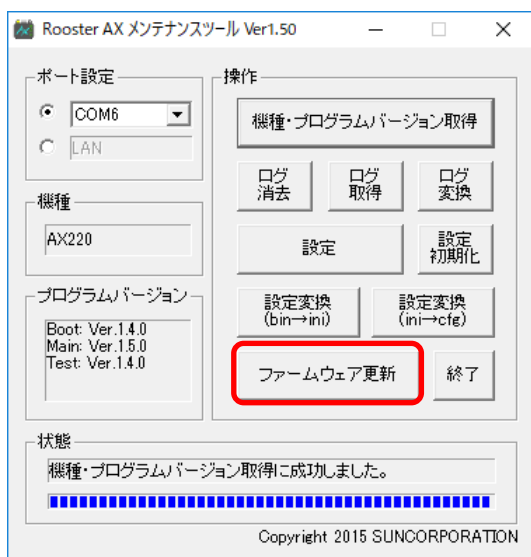 Rooster AX メンテナンスツール Ver1.50
ポート設定
COM6
LAN
機種
AX220
プログラムバージョン
Boot: Ver.1.4.0
Main: Ver.1.5.0
Test: Ver.1.4.0
操作
機種・プログラムバージョン取得
ログ
消去
ログ
取得
ログ
変換
設定
設定
初期化
設定変換
(bin→ini)
設定変換
(ini→cfg)
ファームウェア更新
終了
状態
機種・プログラムバージョン取得に成功しました。
Copyright 2015 SUNCORPORATION